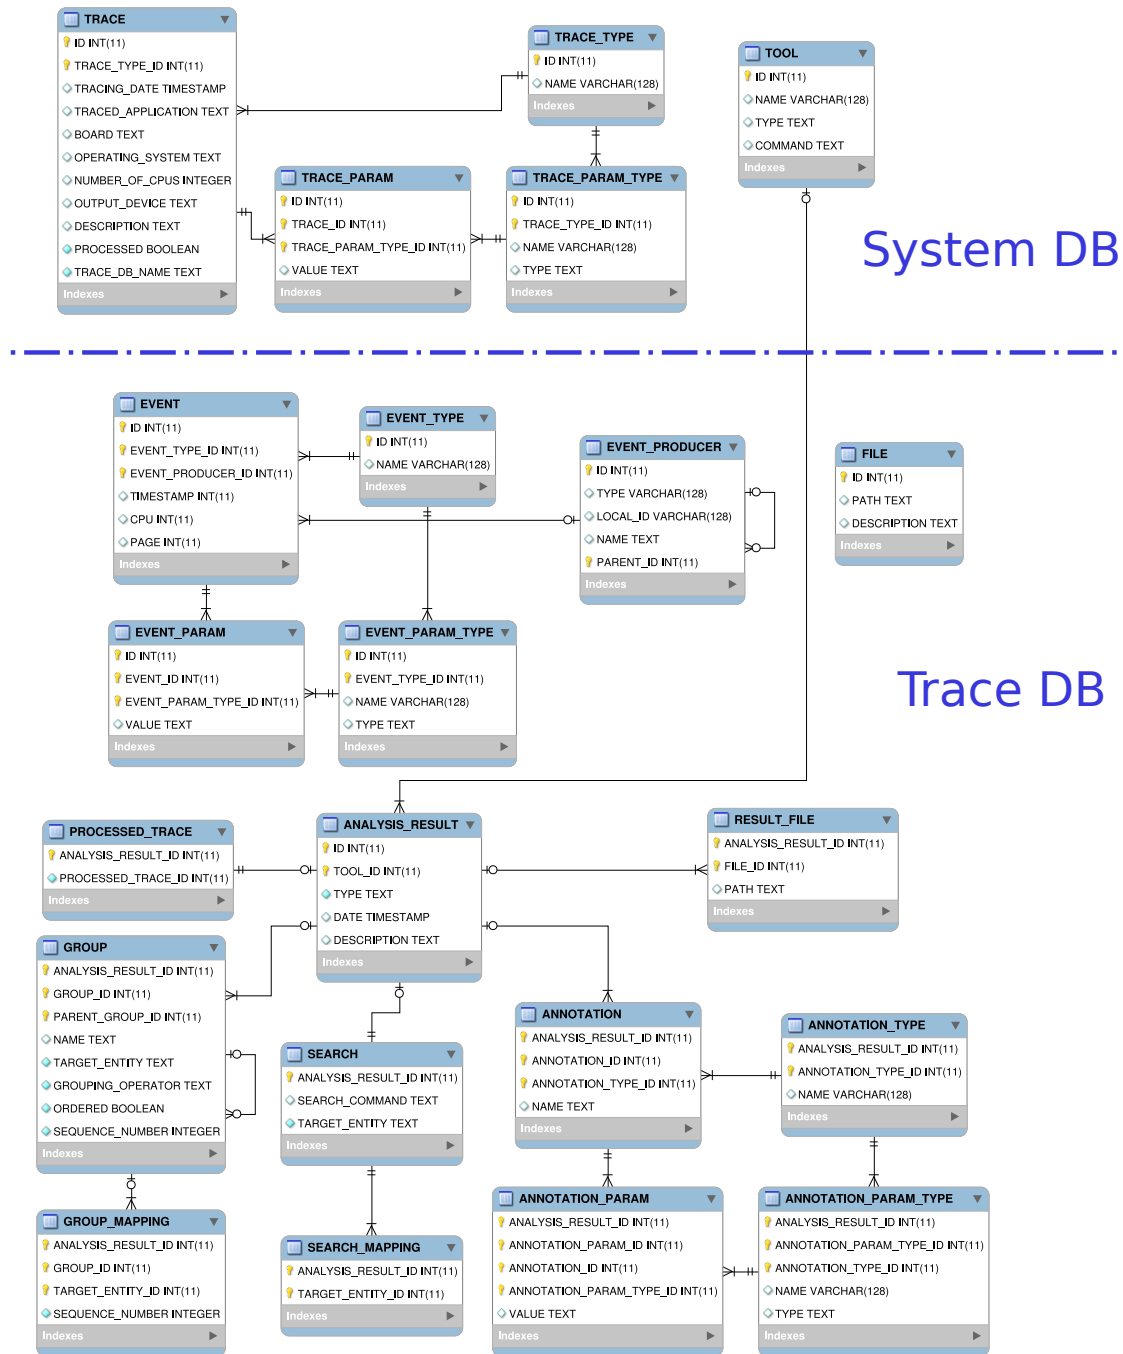 TRACE
ID INT(11)
TRACE_TYPE_ID INT(11)
TRACING_DATE TIMESTAMP
TRACED_APPLICATION TEXT
BOARD TEXT
OPERATING_SYSTEM TEXT
NUMBER_OF_CPUS INTEGER
OUTPUT_DEVICE TEXT
DESCRIPTION TEXT
PROCESSED BOOLEAN
TRACE_DB_NAME TEXT
Indexes
TRACE_TYPE
ID INT(11)
NAME VARCHAR(128)
Indexes
TOOL
ID INT(11)
NAME VARCHAR(128)
TYPE TEXT
COMMAND TEXT
Indexes
TRACE_PARAM
ID INT(11)
TRACE_ID INT(11)
TRACE_PARAM_TYPE_ID INT(11)
VALUE TEXT
Indexes
TRACE_PARAM_TYPE
ID INT(11)
TRACE_TYPE_ID INT(11)
NAME VARCHAR(128)
TYPE TEXT
Indexes
System DB
EVENT
ID INT(11)
EVENT_TYPE_ID INT(11)
EVENT_PRODUCER_ID INT(11)
TIMESTAMP INT(11)
CPU INT(11)
PAGE INT(11)
Indexes
EVENT_TYPE
ID INT(11)
NAME VARCHAR(128)
Indexes
EVENT_PRODUCER
ID INT(11)
TYPE VARCHAR(128)
LOCAL_ID VARCHAR(128)
NAME TEXT
PARENT_ID INT(11)
Indexes
FILE
ID INT(11)
PATH TEXT
DESCRIPTION TEXT
Indexes
EVENT_PARAM
ID INT(11)
EVENT_ID INT(11)
EVENT_PARAM_TYPE_ID INT(11)
VALUE TEXT
Indexes
EVENT_PARAM_TYPE
ID INT(11)
EVENT_TYPE_ID INT(11)
NAME VARCHAR(128)
TYPE TEXT
Indexes
Trace DB
PROCESSED_TRACE
ANALYSIS_RESULT_ID INT(11)
PROCESSED_TRACE_ID INT(11)
Indexes
ANALYSIS_RESULT
ID INT(11)
TOOL_ID INT(11)
TYPE TEXT
DATE TIMESTAMP
DESCRIPTION TEXT
Indexes
RESULT_FILE
ANALYSIS_RESULT_ID INT(11)
FILE_ID INT(11)
PATH TEXT
Indexes
GROUP
ANALYSIS_RESULT_ID INT(11)
GROUP_ID INT(11)
PARENT_GROUP_ID INT(11)
NAME TEXT
TARGET_ENTITY TEXT
GROUPING_OPERATOR TEXT
ORDERED BOOLEAN
SEQUENCE_NUMBER INTEGER
Indexes
SEARCH
ANALYSIS_RESULT_ID INT(11)
SEARCH_COMMAND TEXT
TARGET_ENTITY TEXT
Indexes
ANNOTATION
ANALYSIS_RESULT_ID INT(11)
ANNOTATION_ID INT(11)
ANNOTATION_TYPE_ID INT(11)
NAME TEXT
Indexes
ANNOTATION_TYPE
ANALYSIS_RESULT_ID INT(11)
ANNOTATION_TYPE_ID INT(11)
NAME VARCHAR(128)
Indexes
GROUP_MAPPING
ANALYSIS_RESULT_ID INT(11)
GROUP_ID INT(11)
TARGET_ENTITY_ID INT(11)
SEQUENCE_NUMBER INTEGER
Indexes
SEARCH_MAPPING
ANALYSIS_RESULT_ID INT(11)
TARGET_ENTITY_ID INT(11)
Indexes
ANNOTATION_PARAM
ANALYSIS_RESULT_ID INT(11)
ANNOTATION_PARAM_ID INT(11)
ANNOTATION_ID INT(11)
ANNOTATION_PARAM_TYPE_ID INT(11)
VALUE TEXT
Indexes
ANNOTATION_PARAM_TYPE
ANALYSIS_RESULT_ID INT(11)
ANNOTATION_PARAM_TYPE_ID INT(11)
ANNOTATION_TYPE_ID INT(11)
NAME VARCHAR(128)
TYPE TEXT
Indexes